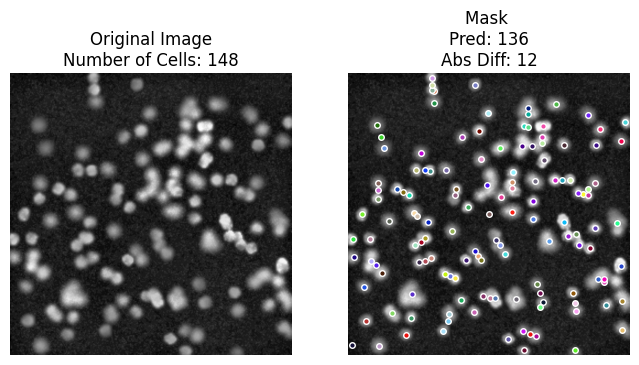 Original Image
Number of Cells: 148
Mask
Pred: 136
Abs Diff: 12